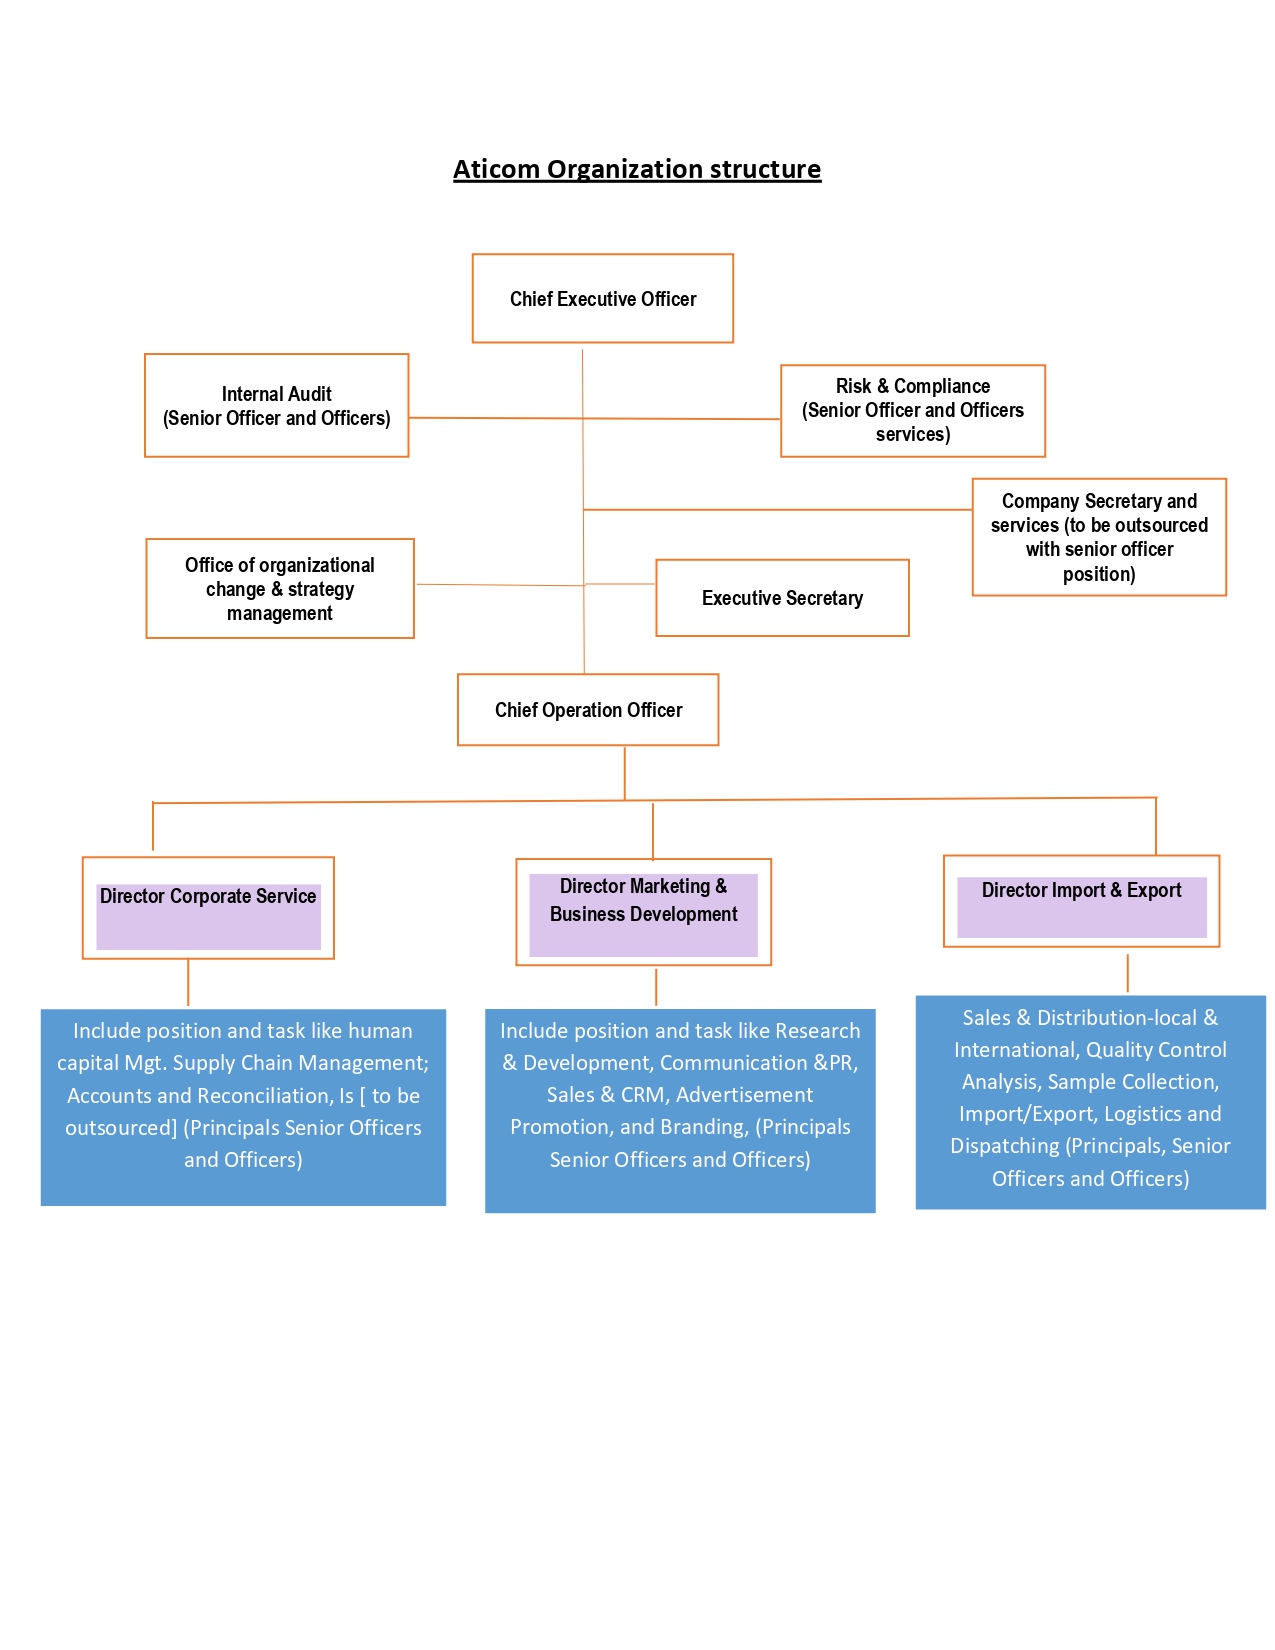 Aticom Organization structure
Chief Executive Officer
Internal Audit
(Senior Officer and Officers)
Risk & Compliance
(Senior Officer and Officers
services)
Company Secretary and
services (to be outsourced
with senior officer
position)
Office of organizational
change & strategy
management
Executive Secretary
Chief Operation Officer
Director Corporate Service
Director Marketing &
Business Development
Director Import & Export
Include position and task like human
capital Mgt. Supply Chain Management;
Accounts and Reconciliation, Is [ to be
outsourced] (Principals Senior Officers
and Officers)
Include position and task like Research
& Development, Communication &PR,
Sales & CRM, Advertisement
Promotion, and Branding, (Principals
Senior Officers and Officers)
Sales & Distribution-local &
International, Quality Control
Analysis, Sample Collection,
Import/Export, Logistics and
Dispatching (Principals, Senior
Officers and Officers)